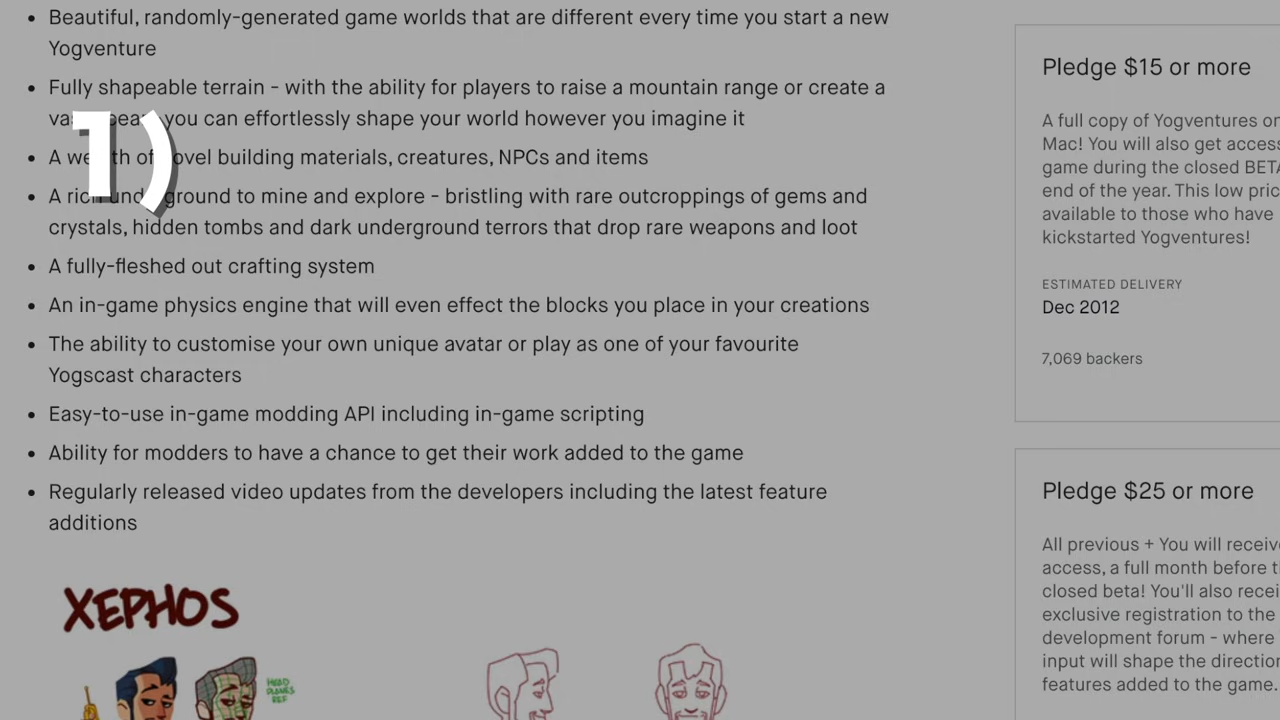 Beautiful, randomly-generated game worlds that are different every time you start a new
Yogventure
Fully shapeable terrain - with the ability for players to raise a mountain range or create a
you can effortlessly shape your world however you imagine it
1)
A of novel building materials, creatures, NPCs and items
A rich underground to mine and explore - bristling with rare outcroppings of gems and
crystals, hidden tombs and dark underground terrors that drop rare weapons and loot
A fully-fleshed out crafting system
An in-game physics engine that will even effect the blocks you place in your creations
The ability to customise your own unique avatar or play as one of your favourite
Yogscast characters
Easy-to-use in-game modding API including in-game scripting
Ability for modders to have a chance to get their work added to the game
Regularly released video updates from the developers including the latest feature
additions
XEPHOS
HEAD
PLANES
REF
Pledge $15 or more
A full copy of Yogventures on
Mac! You will also get access
game during the closed BETA
end of the year. This low pric
available to those who have
kickstarted Yogventures!
ESTIMATED DELIVERY
Dec 2012
7,069 backers
Pledge $25 or more
All previous + You will receive
access, a full month before t
closed beta! You'll also recei
exclusive registration to the
development forum - where
input will shape the direction
features added to the game.